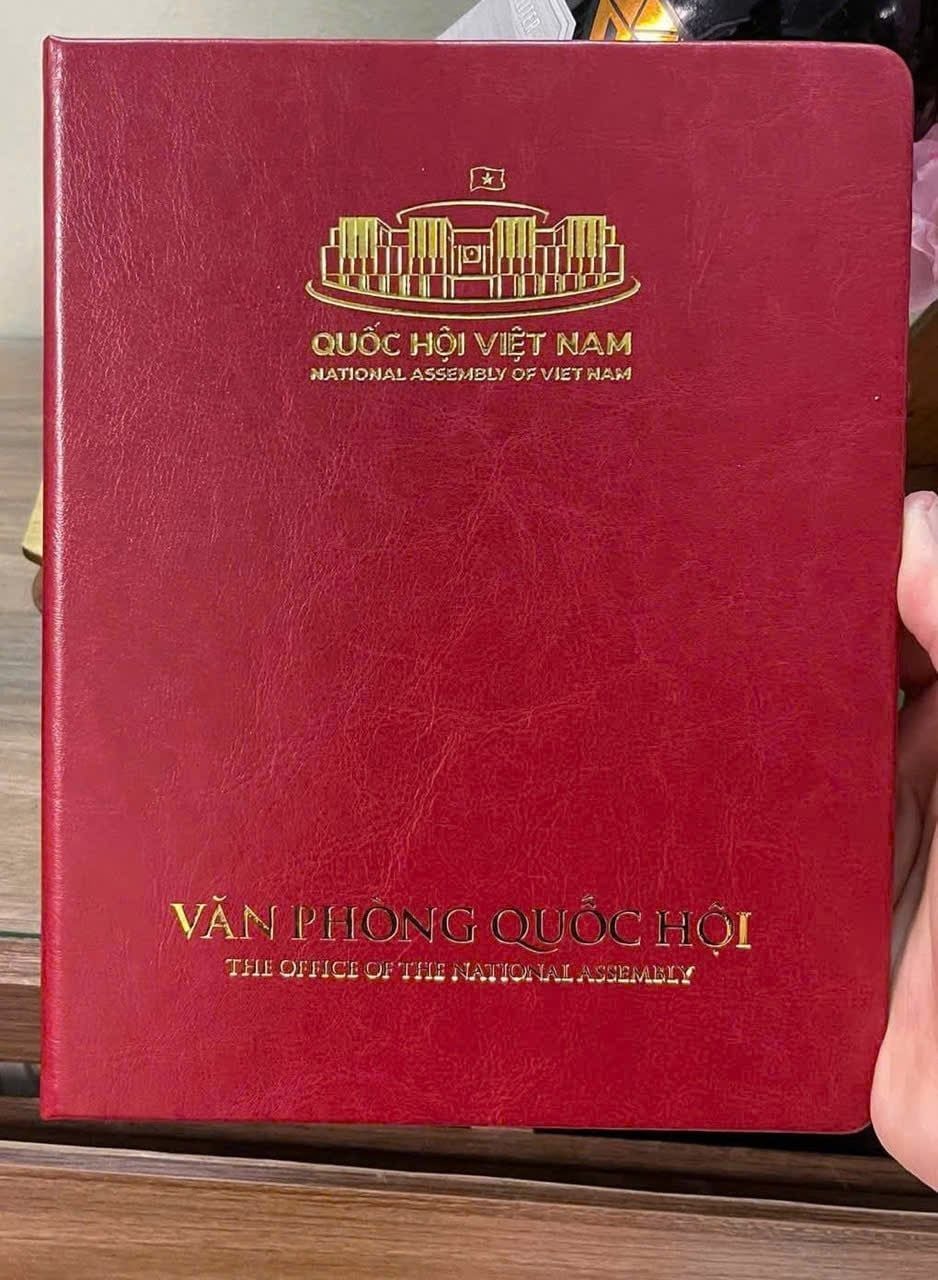 QUỐC HỘI VIỆT NAM
NATIONAL ASSEMBLY OF VIET NAM
VĂN PHÒNG QUỐC HỘI
THE OFFICE OF THE NATIONAL ASSEMBLY